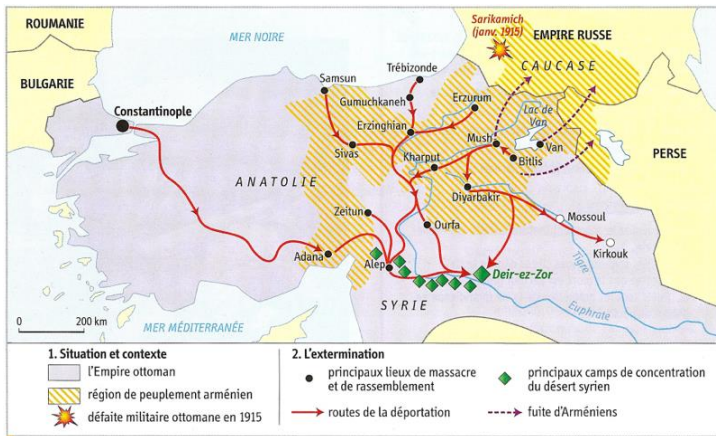 ROUMANIE
MER NOIRE
Sarikamich
(janv. 1915)
EMPIRE RUSSE
CAUCASE
BULGARIE
Constantinople
Samsun
Trébizonde
Gumuchkaneh
Erzurum
Erzinghian
Lac de
Van
Mush
Van
Bitlis
PERSE
Sivas
Kharput
ANATOLIE
Diyarbakir
Zeitun
Ourfa
Mossoul
Kirkouk
Adana
Alep
Deir-ez-Zor
Tigre
SYRIE
Euphrate
0 200 km
MER MÉDITERRANÉE
1. Situation et contexte
l'Empire ottoman
région de peuplement arménien
défaite militaire ottomane en 1915
2. L'extermination
principaux lieux de massacre
et de rassemblement
principaux camps de concentration
du désert syrien
routes de la déportation
fuite d'Arméniens